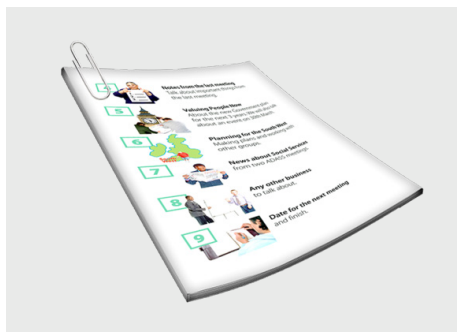 4
Notes from the last meeting
Talk about important things from
the last meeting.
5
Valuing People Now
About the new Government plan
for the next 3 years. We will also
about an event on March.
6
Planning for the South West
Making plans and working with
other groups.
7
News about Social Services
from two ADASS meetings
8
Any other business
to talk about.
9
Date for the next meeting
and finish.